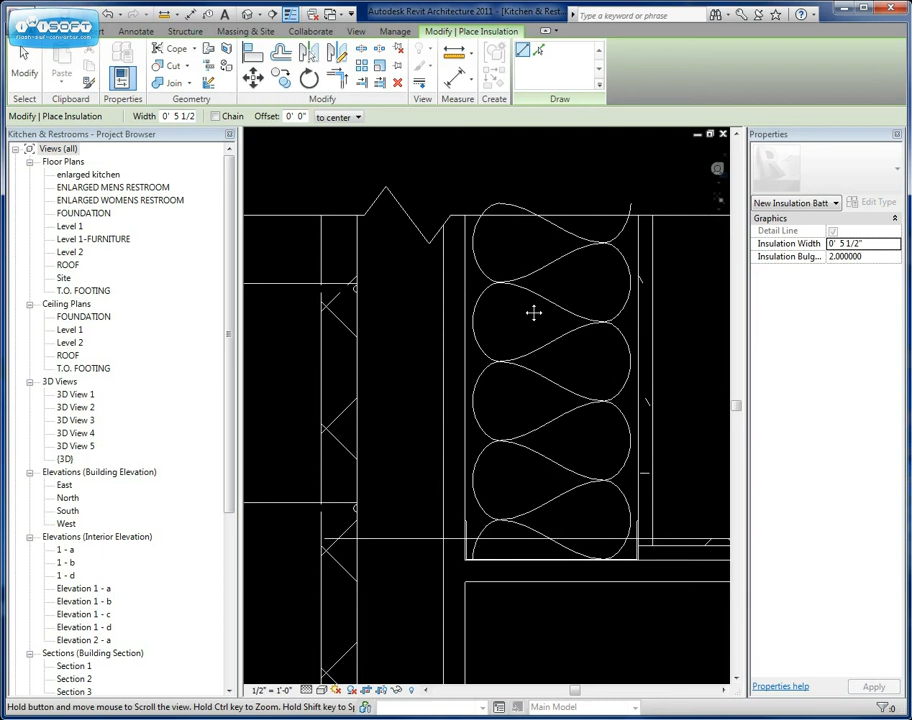 Autodesk Revit Architecture 2011 - [Kitchen & Rest...
Type a keyword or phrase
Annotate Structure Massing & Site Collaborate View Manage Modify | Place Insulation
Modify
Paste
Cope
Cut
Join
Select Clipboard Properties Geometry Modify View Measure Create Draw
Modify | Place Insulation Width 0' 5 1/2 Chain Offset: 0' 0" to center
Kitchen & Restrooms - Project Browser
Views (all)
Floor Plans
enlarged kitchen
ENLARGED MENS RESTROOM
ENLARGED WOMENS RESTROOM
FOUNDATION
Level 1
Level 1-FURNITURE
Level 2
ROOF
Site
T.O. FOOTING
Ceiling Plans
FOUNDATION
Level 1
Level 2
ROOF
T.O. FOOTING
3D Views
3D View 1
3D View 2
3D View 3
3D View 4
3D View 5
{3D}
Elevations (Building Elevation)
East
North
South
West
Elevations (Interior Elevation)
1 - a
1 - b
1 - d
Elevation 1 - a
Elevation 1 - b
Elevation 1 - c
Elevation 1 - d
Elevation 2 - a
Sections (Building Section)
Section 1
Section 2
Section 3
Properties
New Insulation Batt
Edit Type
Graphics
Detail Line
Insulation Width 0' 5 1/2"
Insulation Bulg... 2.000000
Properties help
Apply
1/2" = 1'-0"
Hold button and move mouse to Scroll the view. Hold Ctrl key to Zoom. Hold Shift key to Sp
Main Model
:0